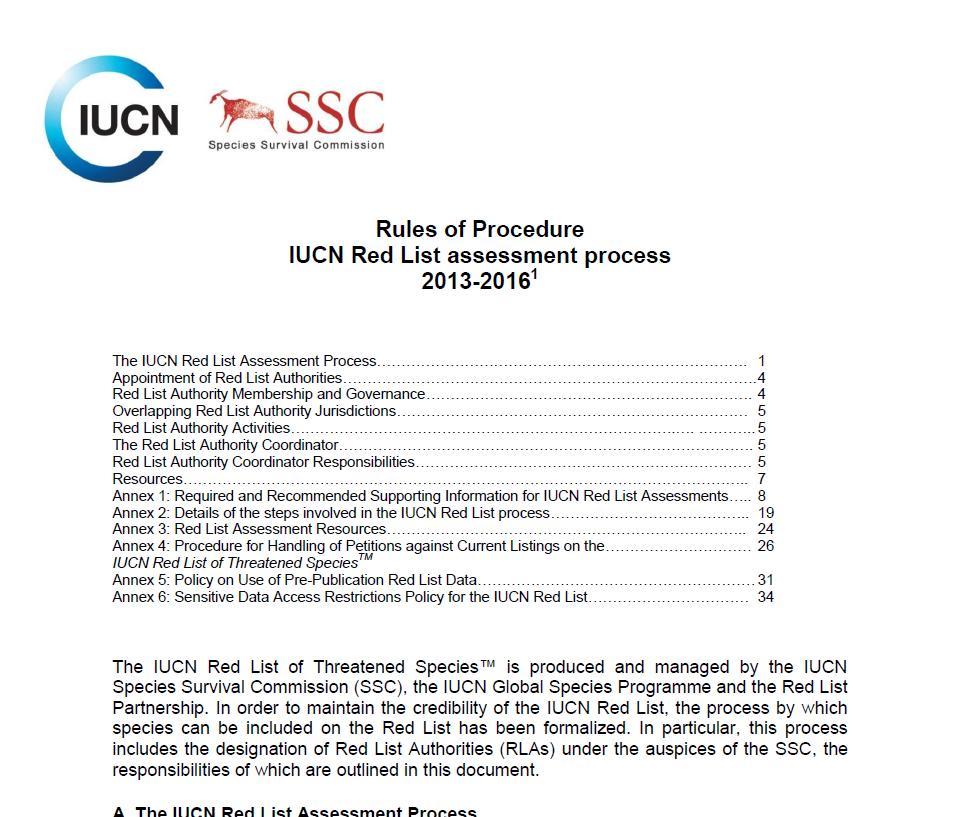 IUCN
SSC
Species Survival Commission
Rules of Procedure
IUCN Red List assessment process
2013-2016¹
The IUCN Red List Assessment Process…………………………………………………………………….. 1
Appointment of Red List Authorities…………………………………………………………………………….4
Red List Authority Membership and Governance…………………………………………………………. 4
Overlapping Red List Authority Jurisdictions……………………………………………………………… 5
Red List Authority Activities……………………………………………………………………….. ………..5
The Red List Authority Coordinator………………………………………………………………………… 5
Red List Authority Coordinator Responsibilities…………………………………………………………… 5
Resources…………………………………………………………………………………………………….. 7
Annex 1: Required and Recommended Supporting Information for IUCN Red List Assessments….. 8
Annex 2: Details of the steps involved in the IUCN Red List process………………………………….. 19
Annex 3: Red List Assessment Resources………………………………………………………………….. 24
Annex 4: Procedure for Handling of Petitions against Current Listings on the………………………… 26
IUCN Red List of Threatened Species™
Annex 5: Policy on Use of Pre-Publication Red List Data…………………………………………………31
Annex 6: Sensitive Data Access Restrictions Policy for the IUCN Red List…………………………… 34
The IUCN Red List of Threatened Species™ is produced and managed by the IUCN
Species Survival Commission (SSC), the IUCN Global Species Programme and the Red List
Partnership. In order to maintain the credibility of the IUCN Red List, the process by which
species can be included on the Red List has been formalized. In particular, this process
includes the designation of Red List Authorities (RLAs) under the auspices of the SSC, the
responsibilities of which are outlined in this document.
A. The IUCN Red List Assessment Process